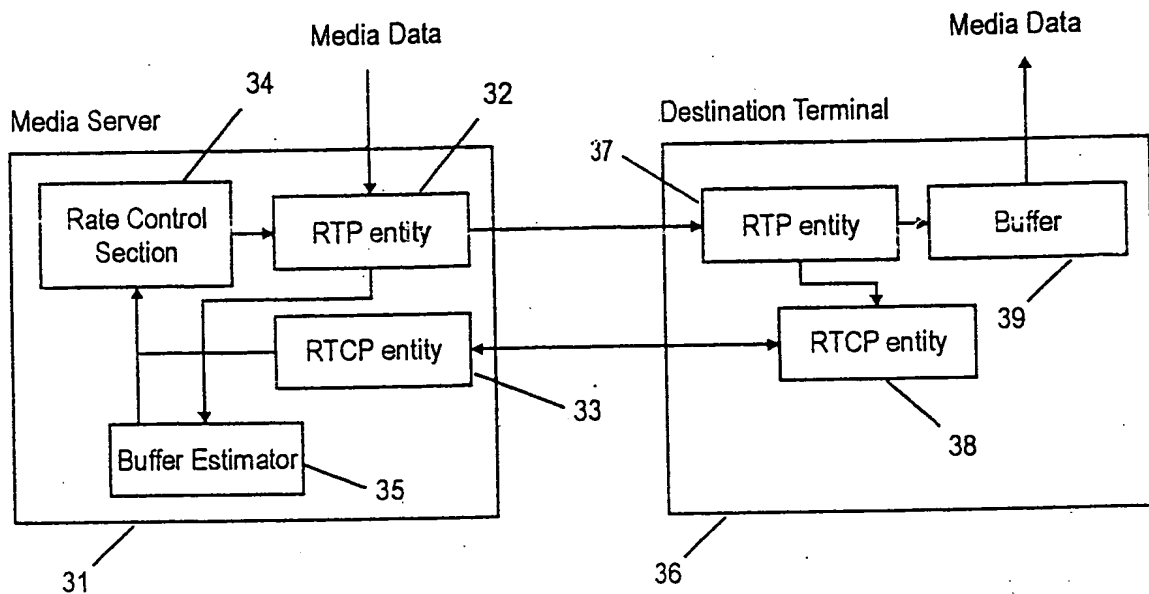 Media Data
Media Data
34
32
Media Server
Destination Terminal
37
Rate Control
Section
RTP entity
RTP entity
Buffer
39
RTCP entity
RTCP entity
33
38
Buffer Estimator
35
31
36